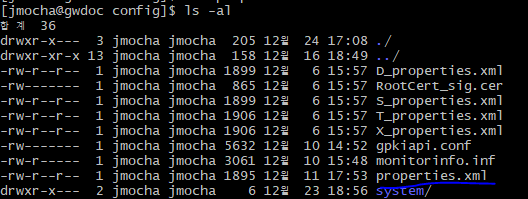 [jmocha@gwdoc config]$ ls -al
합 계  36
drwxr-x---  3 jmocha jmocha  205 12월  24 17:08 ./
drwxr-xr-x 13 jmocha jmocha  158 12월  16 18:49 ../
-rw-r--r--  1 jmocha jmocha 1899 12월   6 15:57 D_properties.xml
-rw-------  1 jmocha jmocha  865 12월   6 15:57 RootCert_sig.cer
-rw-r--r--  1 jmocha jmocha 1899 12월   6 15:57 S_properties.xml
-rw-r--r--  1 jmocha jmocha 1906 12월   6 15:57 T_properties.xml
-rw-r--r--  1 jmocha jmocha 1906 12월   6 15:57 X_properties.xml
-rw-------  1 jmocha jmocha 5632 12월  10 14:52 gpkiapi.conf
-rw-r--r--  1 jmocha jmocha 3061 12월  10 15:48 monitorinfo.inf
-rw-r--r--  1 jmocha jmocha 1895 12월  11 17:53 properties.xml
drwxr-x---  2 jmocha jmocha    6 12월  23 18:56 system/